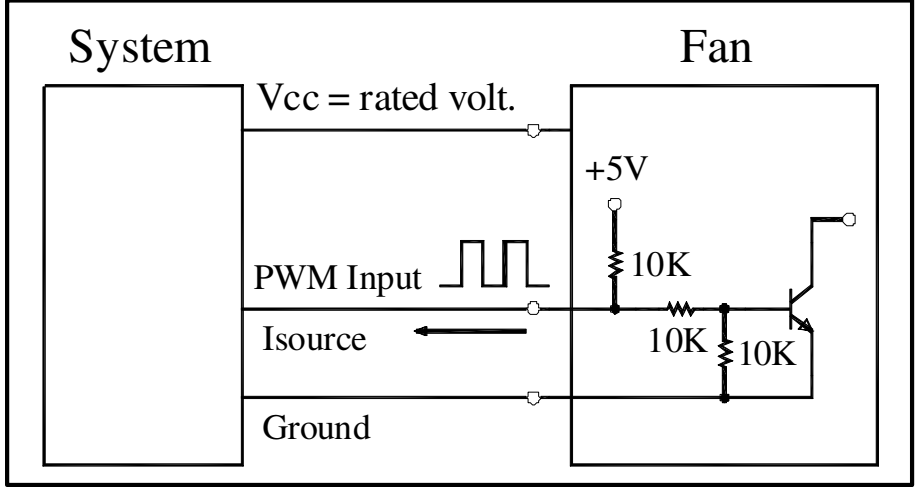 System
Fan
Vcc = rated volt.
+5V
10K
PWM Input
Isource
10K
10K
Ground